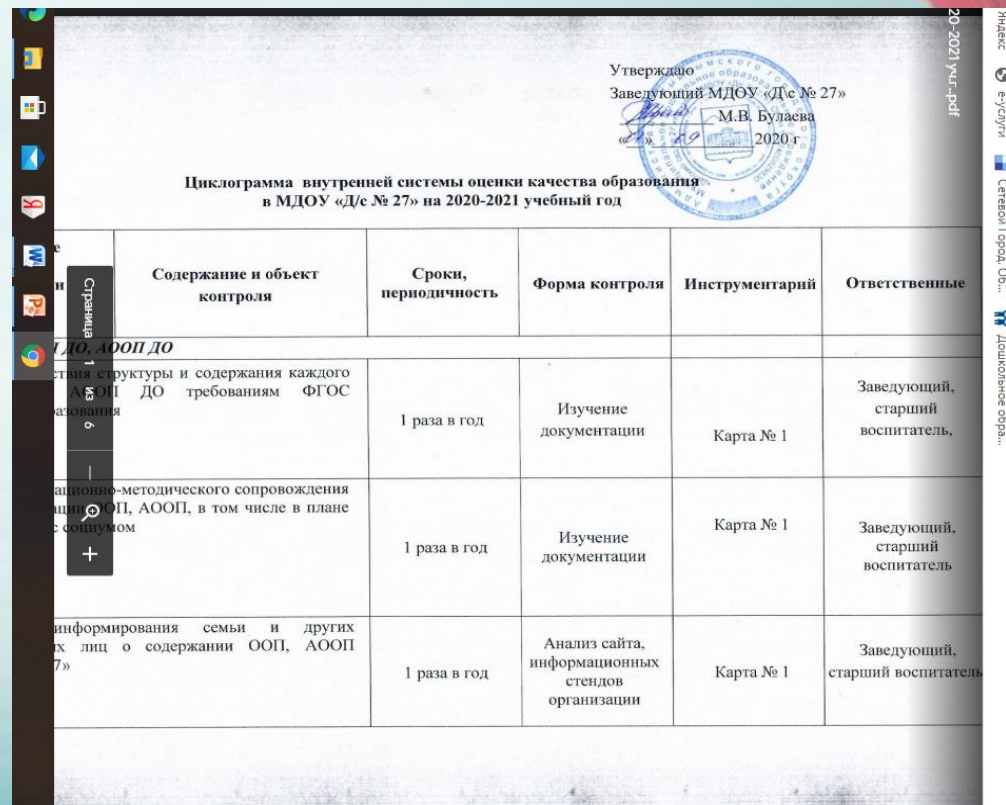 Утверждаю
Заведующий МДОУ «Д\с № 27»
М.В. Булаева
09 2020 г
Циклограмма внутренней системы оценки качества образования
в МДОУ «Д/с № 27» на 2020-2021 учебный год
Содержание и объект
контроля
Сроки,
периодичность
Форма контроля
Инструментарий
Ответственные
ДО, АООП ДО
структуры и содержания каждого
ДО требованиям ФГОС
1 раза в год
Изучение
документации
Карта № 1
Заведующий,
старший
воспитатель,
методического сопровождения
ООП, АООП, в том числе в плане
с социумом
1 раза в год
Изучение
документации
Карта № 1
Заведующий,
старший
воспитатель
информирования семьи и других
лиц о содержании ООП, АООП
7»
1 раза в год
Анализ сайта,
информационных
стендов
организации
Карта № 1
Заведующий,
старший воспитатель
Страница 1 из 6
20-2021 уч.г..pdf
Яндекс
е-услуги
Сетевой Город. Об...
Дошкольное обра...